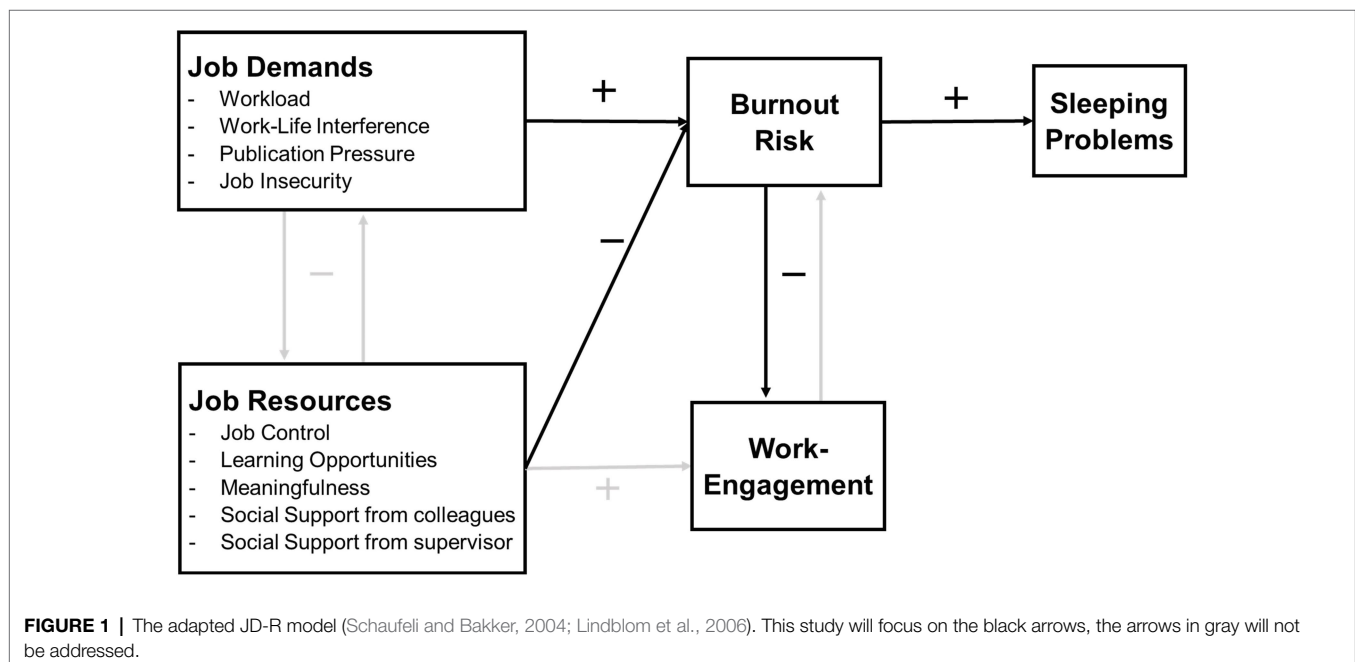 Job Demands
- Workload
- Work-Life Interference
- Publication Pressure
- Job Insecurity
+
Burnout
Risk
+
Sleeping
Problems
−
−
−
Job Resources
- Job Control
- Learning Opportunities
- Meaningfulness
- Social Support from colleagues
- Social Support from supervisor
+
Work-
Engagement
FIGURE 1 | The adapted JD-R model (Schaufeli and Bakker, 2004; Lindblom et al., 2006). This study will focus on the black arrows, the arrows in gray will not
be addressed.